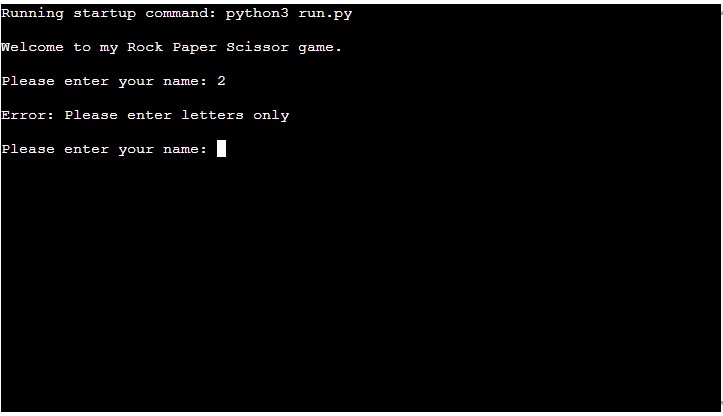 Running startup command: python3 run.py
Welcome to my Rock Paper Scissor game.
Please enter your name: 2
Error: Please enter letters only
Please enter your name: